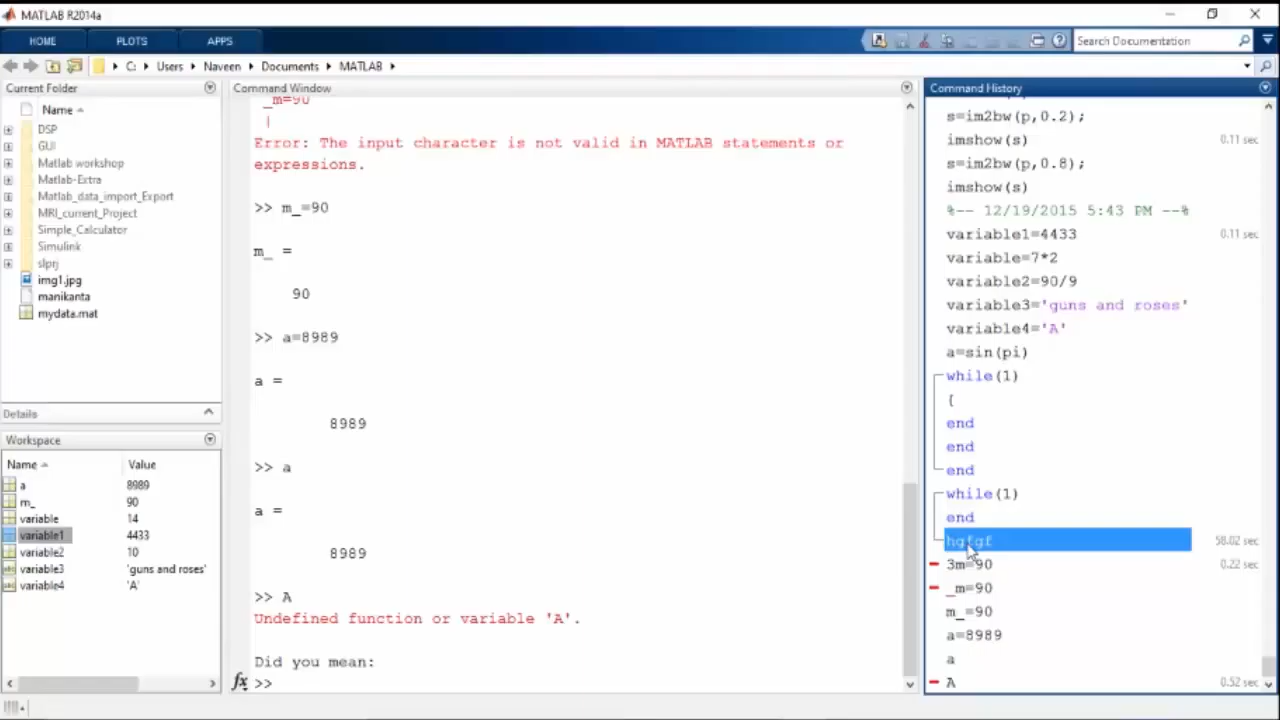 MATLAB R2014a
HOME PLOTS APPS Search Documentation
C: Users Naveen Documents MATLAB
Current Folder
Name
DSP
GUI
Matlab workshop
Matlab-Extra
Matlab_data_import_Export
MRI_current_Project
Simple_Calculator
Simulink
slprj
img1.jpg
manikanta
mydata.mat
Details
Workspace
Name Value
a 8989
m_ 90
variable 14
variable1 4433
variable2 10
variable3 'guns and roses'
variable4 'A'
Command Window
_m=90
|
Error: The input character is not valid in MATLAB statements or
expressions.
>> m_=90
m_ =
90
>> a=8989
a =
8989
>> a
a =
8989
>> A
Undefined function or variable 'A'.
Did you mean:
fx >>
Command History
s=im2bw(p,0.2);
imshow(s) 0.11 sec
s=im2bw(p,0.8);
imshow(s)
%-- 12/19/2015 5:43 PM --%
variable1=4433 0.11 sec
variable=7*2
variable2=90/9
variable3='guns and roses'
variable4='A'
a=sin(pi)
while(1)
{
end
end
end
while(1)
end
hgfgf 58.02 sec
3m=90 0.22 sec
_m=90
m_=90
a=8989
a
A 0.52 sec